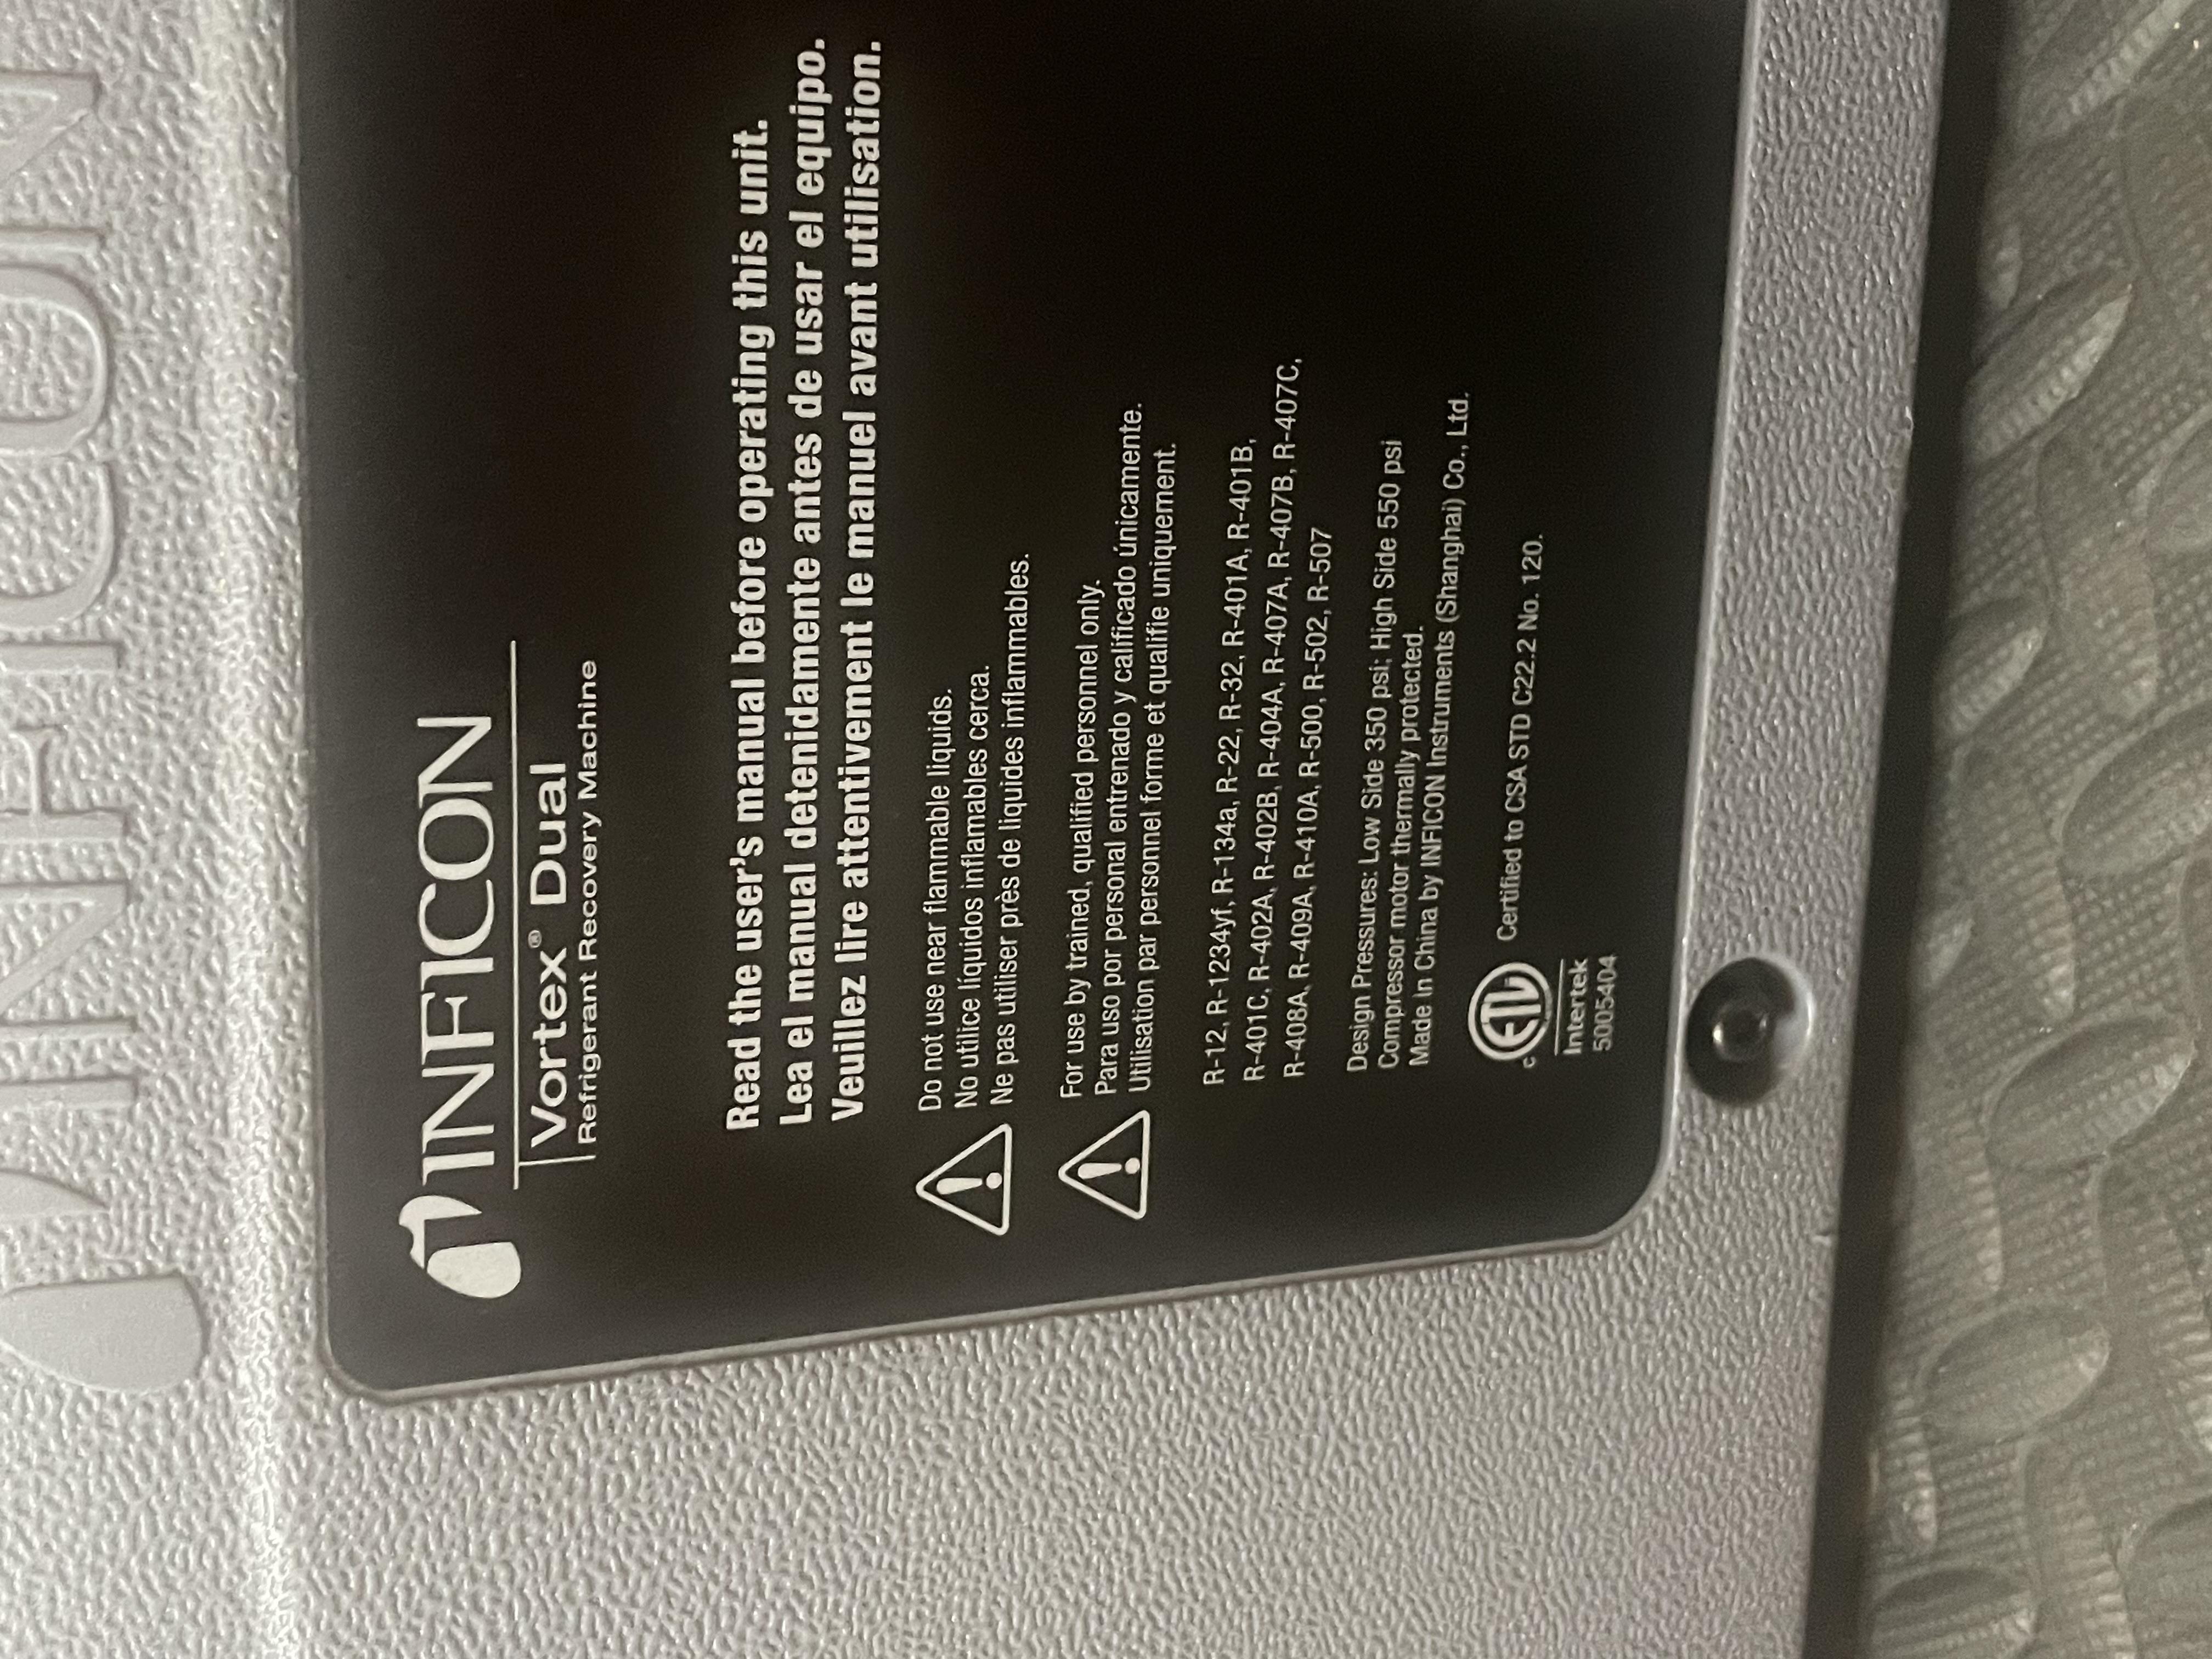 INFICON
INFICON
Vortex® Dual
Refrigerant Recovery Machine
Read the user's manual before operating this unit.
Lea el manual detenidamente antes de usar el equipo.
Veuillez lire attentivement le manuel avant utilisation.
Do not use near flammable liquids.
No utilice líquidos inflamables cerca.
Ne pas utiliser près de liquides inflammables.
For use by trained, qualified personnel only.
Para uso por personal entrenado y calificado únicamente.
Utilisation par personnel forme et qualifie uniquement.
R-12, R-1234yf, R-134a, R-22, R-32, R-401A, R-401B,
R-401C, R-402A, R-402B, R-404A, R-407A, R-407B, R-407C,
R-408A, R-409A, R-410A, R-500, R-502, R-507
Design Pressures: Low Side 350 psi; High Side 550 psi
Compressor motor thermally protected.
Made in China by INFICON Instruments (Shanghai) Co., Ltd.
c ETL Certified to CSA STD C22.2 No. 120.
Intertek
5005404